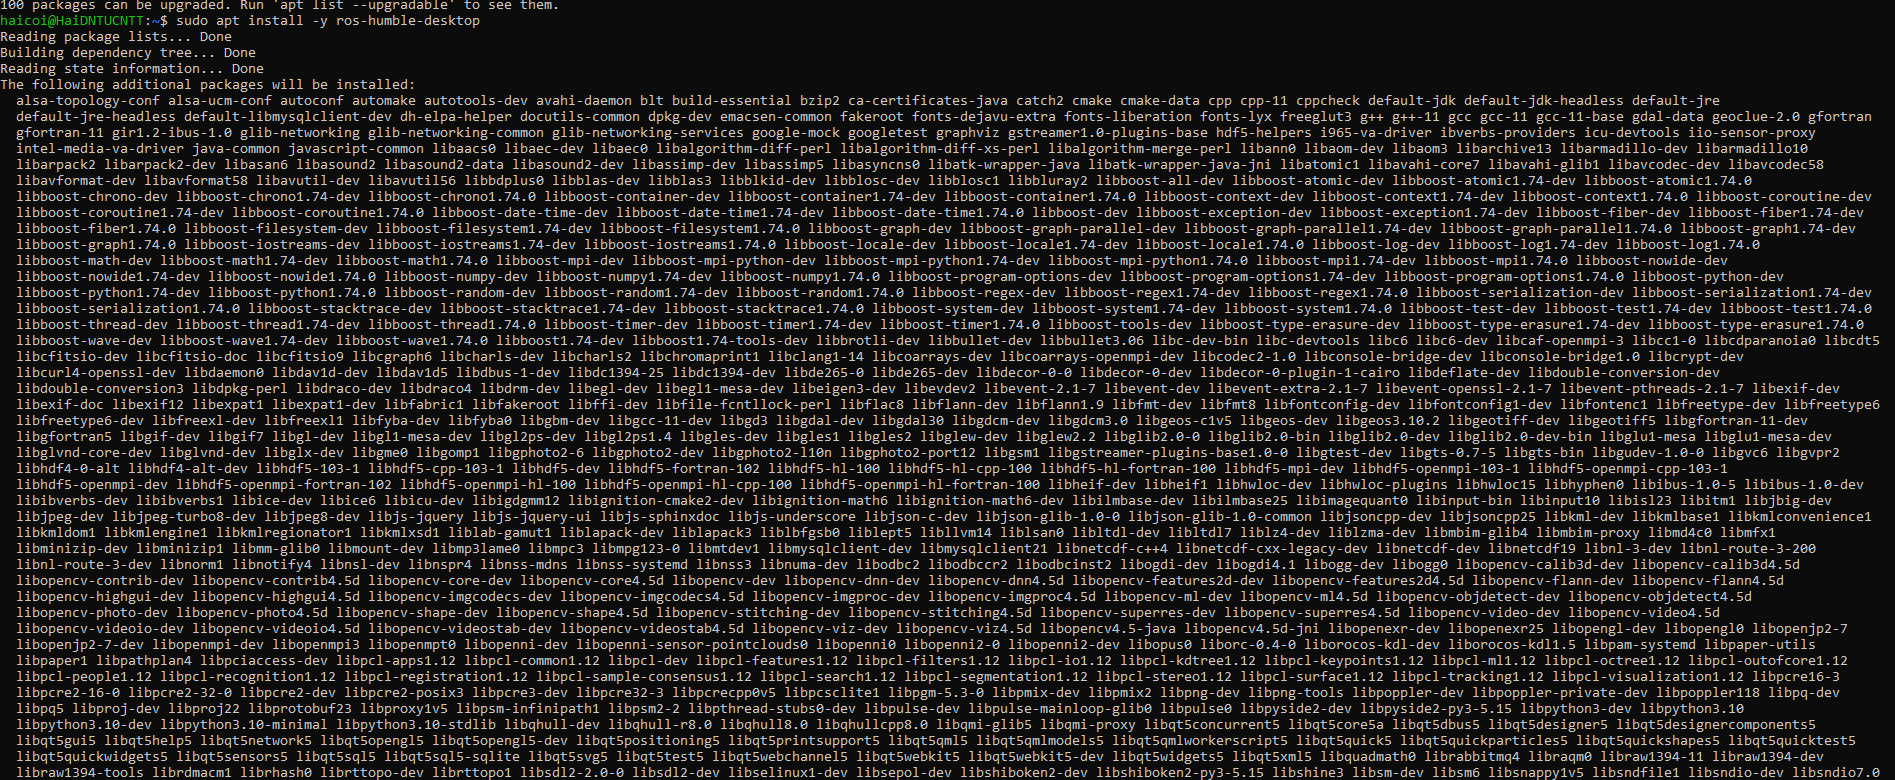 100 packages can be upgraded. Run 'apt list --upgradable' to see them.
haicoi@HaiDNTUCNTT:~$ sudo apt install -y ros-humble-desktop
Reading package lists... Done
Building dependency tree... Done
Reading state information... Done
The following additional packages will be installed:
alsa-topology-conf alsa-ucm-conf autoconf automake autotools-dev avahi-daemon blt build-essential bzip2 ca-certificates-java catch2 cmake cmake-data cpp cpp-11 cppcheck default-jdk default-jdk-headless default-jre
default-jre-headless default-libmysqlclient-dev dh-elpa-helper docutils-common dpkg-dev emacsen-common fakeroot fonts-dejavu-extra fonts-liberation fonts-lyx freeglut3 g++ g++-11 gcc gcc-11 gcc-11-base gdal-data geoclue-2.0 gfortran
gfortran-11 gir1.2-ibus-1.0 glib-networking glib-networking-common glib-networking-services google-mock googletest graphviz gstreamer1.0-plugins-base hdf5-helpers i965-va-driver ibverbs-providers icu-devtools iio-sensor-proxy
intel-media-va-driver java-common javascript-common libaacs0 libaec-dev libaec0 libalgorithm-diff-perl libalgorithm-diff-xs-perl libalgorithm-merge-perl libann0 libaom-dev libaom3 libarchive13 libarmadillo-dev libarmadillo10
libarpack2 libarpack2-dev libasan6 libasound2 libasound2-data libasound2-dev libassimp-dev libassimp5 libasyncns0 libatk-wrapper-java libatk-wrapper-java-jni libatomic1 libavahi-core7 libavahi-glib1 libavcodec-dev libavcodec58
libavformat-dev libavformat58 libavutil-dev libavutil56 libbdplus0 libblas-dev libblas3 libblkid-dev libblosc-dev libblosc1 libbluray2 libboost-all-dev libboost-atomic-dev libboost-atomic1.74-dev libboost-atomic1.74.0
libboost-chrono-dev libboost-chrono1.74-dev libboost-chrono1.74.0 libboost-container-dev libboost-container1.74-dev libboost-container1.74.0 libboost-context-dev libboost-context1.74-dev libboost-context1.74.0 libboost-coroutine-dev
libboost-coroutine1.74-dev libboost-coroutine1.74.0 libboost-date-time-dev libboost-date-time1.74-dev libboost-date-time1.74.0 libboost-dev libboost-exception-dev libboost-exception1.74-dev libboost-fiber-dev libboost-fiber1.74-dev
libboost-fiber1.74.0 libboost-filesystem-dev libboost-filesystem1.74-dev libboost-filesystem1.74.0 libboost-graph-dev libboost-graph-parallel-dev libboost-graph-parallel1.74-dev libboost-graph-parallel1.74.0 libboost-graph1.74-dev
libboost-graph1.74.0 libboost-iostreams-dev libboost-iostreams1.74-dev libboost-iostreams1.74.0 libboost-locale-dev libboost-locale1.74-dev libboost-locale1.74.0 libboost-log-dev libboost-log1.74-dev libboost-log1.74.0
libboost-math-dev libboost-math1.74-dev libboost-math1.74.0 libboost-mpi-dev libboost-mpi-python-dev libboost-mpi-python1.74-dev libboost-mpi-python1.74.0 libboost-mpi1.74-dev libboost-mpi1.74.0 libboost-nowide-dev
libboost-nowide1.74-dev libboost-nowide1.74.0 libboost-numpy-dev libboost-numpy1.74-dev libboost-numpy1.74.0 libboost-program-options-dev libboost-program-options1.74-dev libboost-program-options1.74.0 libboost-python-dev
libboost-python1.74-dev libboost-python1.74.0 libboost-random-dev libboost-random1.74-dev libboost-random1.74.0 libboost-regex-dev libboost-regex1.74-dev libboost-regex1.74.0 libboost-serialization-dev libboost-serialization1.74-dev
libboost-serialization1.74.0 libboost-stacktrace-dev libboost-stacktrace1.74-dev libboost-stacktrace1.74.0 libboost-system-dev libboost-system1.74-dev libboost-system1.74.0 libboost-test-dev libboost-test1.74-dev libboost-test1.74.0
libboost-thread-dev libboost-thread1.74-dev libboost-thread1.74.0 libboost-timer-dev libboost-timer1.74-dev libboost-timer1.74.0 libboost-tools-dev libboost-type-erasure-dev libboost-type-erasure1.74-dev libboost-type-erasure1.74.0
libboost-wave-dev libboost-wave1.74-dev libboost-wave1.74.0 libboost1.74-dev libboost1.74-tools-dev libbrotli-dev libbullet-dev libbullet3.06 libc-dev-bin libc-devtools libc6 libc6-dev libcaf-openmpi-3 libcc1-0 libcdparanoia0 libcdt5
libcfitsio-dev libcfitsio-doc libcfitsio9 libcgraph6 libcharls-dev libcharls2 libchromaprint1 libclang1-14 libcoarrays-dev libcoarrays-openmpi-dev libcodec2-1.0 libconsole-bridge-dev libconsole-bridge1.0 libcrypt-dev
libcurl4-openssl-dev libdaemon0 libdav1d-dev libdav1d5 libdbus-1-dev libdc1394-25 libdc1394-dev libde265-0 libde265-dev libdecor-0-0 libdecor-0-dev libdecor-0-plugin-1-cairo libdeflate-dev libdouble-conversion-dev
libdouble-conversion3 libdpkg-perl libdraco-dev libdraco4 libdrm-dev libegl-dev libegl1-mesa-dev libeigen3-dev libevdev2 libevent-2.1-7 libevent-dev libevent-extra-2.1-7 libevent-openssl-2.1-7 libevent-pthreads-2.1-7 libexif-dev
libexif-doc libexif12 libexpat1 libexpat1-dev libfabric1 libfakeroot libffi-dev libfile-fcntllock-perl libflac8 libflann-dev libflann1.9 libfmt-dev libfmt8 libfontconfig-dev libfontconfig1-dev libfontenc1 libfreetype-dev libfreetype6
libfreetype6-dev libfreexl-dev libfreexl1 libfyba-dev libfyba0 libgbm-dev libgcc-11-dev libgd3 libgdal-dev libgdal30 libgdcm-dev libgdcm3.0 libgeos-c1v5 libgeos-dev libgeos3.10.2 libgeotiff-dev libgeotiff5 libgfortran-11-dev
libgfortran5 libgif-dev libgif7 libgl-dev libgl1-mesa-dev libgl2ps-dev libgl2ps1.4 libgles-dev libgles1 libgles2 libglew-dev libglew2.2 libglib2.0-0 libglib2.0-bin libglib2.0-dev libglib2.0-dev-bin libglu1-mesa libglu1-mesa-dev
libglvnd-core-dev libglvnd-dev libglx-dev libgme0 libgomp1 libgphoto2-6 libgphoto2-dev libgphoto2-l10n libgphoto2-port12 libgsm1 libgstreamer-plugins-base1.0-0 libgtest-dev libgts-0.7-5 libgts-bin libgudev-1.0-0 libgvc6 libgvpr2
libhdf4-0-alt libhdf4-alt-dev libhdf5-103-1 libhdf5-cpp-103-1 libhdf5-dev libhdf5-fortran-102 libhdf5-hl-100 libhdf5-hl-cpp-100 libhdf5-hl-fortran-100 libhdf5-mpi-dev libhdf5-openmpi-103-1 libhdf5-openmpi-cpp-103-1
libhdf5-openmpi-dev libhdf5-openmpi-fortran-102 libhdf5-openmpi-hl-100 libhdf5-openmpi-hl-cpp-100 libhdf5-openmpi-hl-fortran-100 libheif-dev libheif1 libhwloc-dev libhwloc-plugins libhwloc15 libhyphen0 libibus-1.0-5 libibus-1.0-dev
libibverbs-dev libibverbs1 libice-dev libice6 libicu-dev libigdgmm12 libignition-cmake2-dev libignition-math6 libignition-math6-dev libilmbase-dev libilmbase25 libimagequant0 libinput-bin libinput10 libisl23 libitm1 libjbig-dev
libjpeg-dev libjpeg-turbo8-dev libjpeg8-dev libjs-jquery libjs-jquery-ui libjs-sphinxdoc libjs-underscore libjson-c-dev libjson-glib-1.0-0 libjson-glib-1.0-common libjsoncpp-dev libjsoncpp25 libkml-dev libkmlbase1 libkmlconvenience1
libkmldom1 libkmlengine1 libkmlregionator1 libkmlxsd1 liblab-gamut1 liblapack-dev liblapack3 liblbfgsb0 liblept5 libllvm14 liblsan0 libltdl-dev libltdl7 liblz4-dev liblzma-dev libmbim-glib4 libmbim-proxy libmd4c0 libmfx1
libminizip-dev libminizip1 libmm-glib0 libmount-dev libmp3lame0 libmpc3 libmpg123-0 libmtdev1 libmysqlclient-dev libmysqlclient21 libnetcdf-c++4 libnetcdf-cxx-legacy-dev libnetcdf-dev libnetcdf19 libnl-3-dev libnl-route-3-200
libnl-route-3-dev libnorm1 libnotify4 libnsl-dev libnspr4 libnss-mdns libnss-systemd libnss3 libnuma-dev libodbc2 libodbccr2 libodbcinst2 libogdi-dev libogdi4.1 libogg-dev libogg0 libopencv-calib3d-dev libopencv-calib3d4.5d
libopencv-contrib-dev libopencv-contrib4.5d libopencv-core-dev libopencv-core4.5d libopencv-dev libopencv-dnn-dev libopencv-dnn4.5d libopencv-features2d-dev libopencv-features2d4.5d libopencv-flann-dev libopencv-flann4.5d
libopencv-highgui-dev libopencv-highgui4.5d libopencv-imgcodecs-dev libopencv-imgcodecs4.5d libopencv-imgproc-dev libopencv-imgproc4.5d libopencv-ml-dev libopencv-ml4.5d libopencv-objdetect-dev libopencv-objdetect4.5d
libopencv-photo-dev libopencv-photo4.5d libopencv-shape-dev libopencv-shape4.5d libopencv-stitching-dev libopencv-stitching4.5d libopencv-superres-dev libopencv-superres4.5d libopencv-video-dev libopencv-video4.5d
libopencv-videoio-dev libopencv-videoio4.5d libopencv-videostab-dev libopencv-videostab4.5d libopencv-viz-dev libopencv-viz4.5d libopencv4.5-java libopencv4.5d-jni libopenexr-dev libopenexr25 libopengl-dev libopengl0 libopenjp2-7
libopenjp2-7-dev libopenmpi-dev libopenmpi3 libopenmpt0 libopenni-dev libopenni-sensor-pointclouds0 libopenni0 libopenni2-0 libopenni2-dev libopus0 liborc-0.4-0 liborocos-kdl-dev liborocos-kdl1.5 libpam-systemd libpaper-utils
libpaper1 libpathplan4 libpciaccess-dev libpcl-apps1.12 libpcl-common1.12 libpcl-dev libpcl-features1.12 libpcl-filters1.12 libpcl-io1.12 libpcl-kdtree1.12 libpcl-keypoints1.12 libpcl-ml1.12 libpcl-octree1.12 libpcl-outofcore1.12
libpcl-people1.12 libpcl-recognition1.12 libpcl-registration1.12 libpcl-sample-consensus1.12 libpcl-search1.12 libpcl-segmentation1.12 libpcl-stereo1.12 libpcl-surface1.12 libpcl-tracking1.12 libpcl-visualization1.12 libpcre16-3
libpcre2-16-0 libpcre2-32-0 libpcre2-dev libpcre2-posix3 libpcre3-dev libpcre32-3 libpcrecpp0v5 libpcsclite1 libpgm-5.3-0 libpmix-dev libpmix2 libpng-dev libpng-tools libpoppler-dev libpoppler-private-dev libpoppler118 libpq-dev
libpq5 libproj-dev libproj22 libprotobuf23 libproxy1v5 libpsm-infinipath1 libpsm2-2 libpthread-stubs0-dev libpulse-dev libpulse-mainloop-glib0 libpulse0 libpyside2-dev libpyside2-py3-5.15 libpython3-dev libpython3.10
libpython3.10-dev libpython3.10-minimal libpython3.10-stdlib libqhull-dev libqhull-r8.0 libqhull8.0 libqhullcpp8.0 libqmi-glib5 libqmi-proxy libqt5concurrent5 libqt5core5a libqt5dbus5 libqt5designer5 libqt5designercomponents5
libqt5gui5 libqt5help5 libqt5network5 libqt5opengl5 libqt5opengl5-dev libqt5positioning5 libqt5printsupport5 libqt5qml5 libqt5qmlmodels5 libqt5qmlworkerscript5 libqt5quick5 libqt5quickparticles5 libqt5quickshapes5 libqt5quicktest5
libqt5quickwidgets5 libqt5sensors5 libqt5sql5 libqt5sql5-sqlite libqt5svg5 libqt5test5 libqt5webchannel5 libqt5webkit5 libqt5webkit5-dev libqt5widgets5 libqt5xml5 libquadmath0 librabbitmq4 libraqm0 libraw1394-11 libraw1394-dev
libraw1394-tools librdmacm1 librhash0 librttopo-dev librttopo1 libsdl2-2.0-0 libsdl2-dev libselinux1-dev libsepol-dev libshiboken2-dev libshiboken2-py3-5.15 libshine3 libsm-dev libsm6 libsnappy1v5 libsndfile1 libsndio-dev libsndio7.0